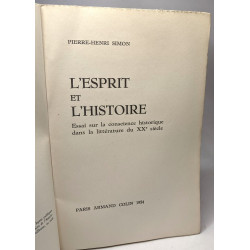 PIERRE-HENRI SIMON
L'ESPRIT
ET
L'HISTOIRE
Essai sur la conscience historique
dans la littérature du XXe siècle
PARIS ARMAND COLIN 1954